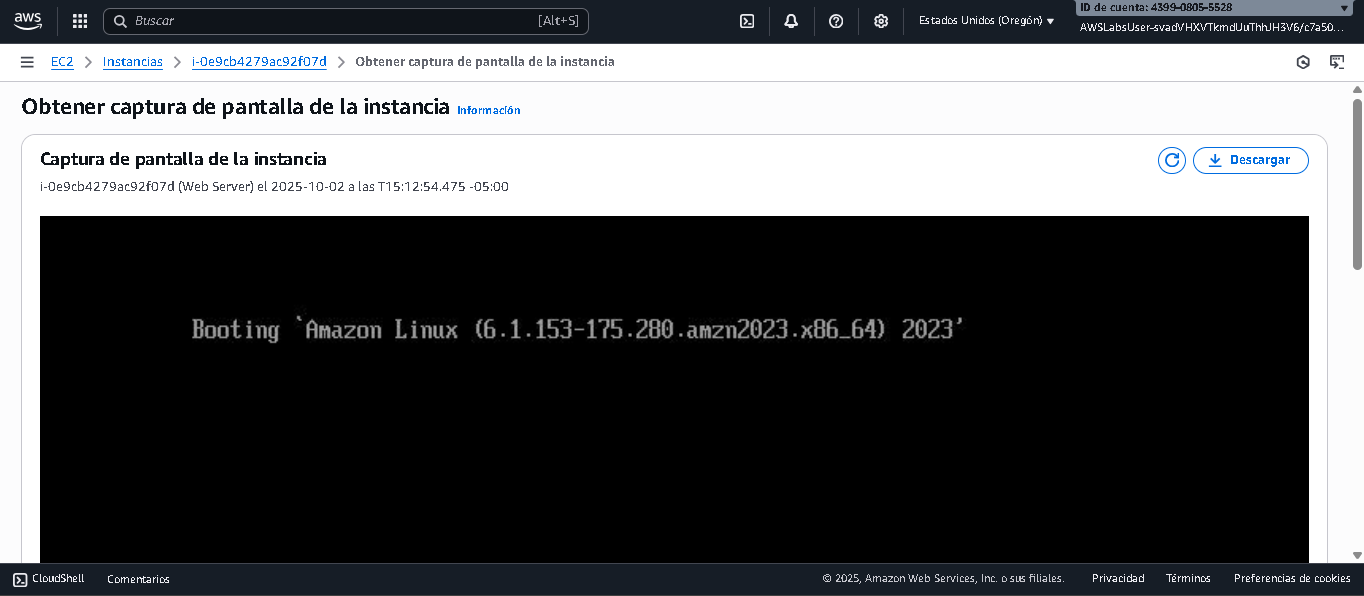 aws
Buscar
[Alt+S]
Estados Unidos (Oregón)
ID de cuenta: 4399-0805-5528
EC2
Instancias
i-0e9cb4279ac92f07d
Obtener captura de pantalla de la instancia
Obtener captura de pantalla de la instancia Información
Captura de pantalla de la instancia
Descargar
i-0e9cb4279ac92f07d (Web Server) el 2025-10-02 a las T15:12:54.475 -05:00
Booting `Amazon Linux (6.1.153-175.280.amzn2023.x86_64) 2023'
CloudShell
Comentarios
© 2025, Amazon Web Services, Inc. o sus filiales.
Privacidad
Términos
Preferencias de cookies